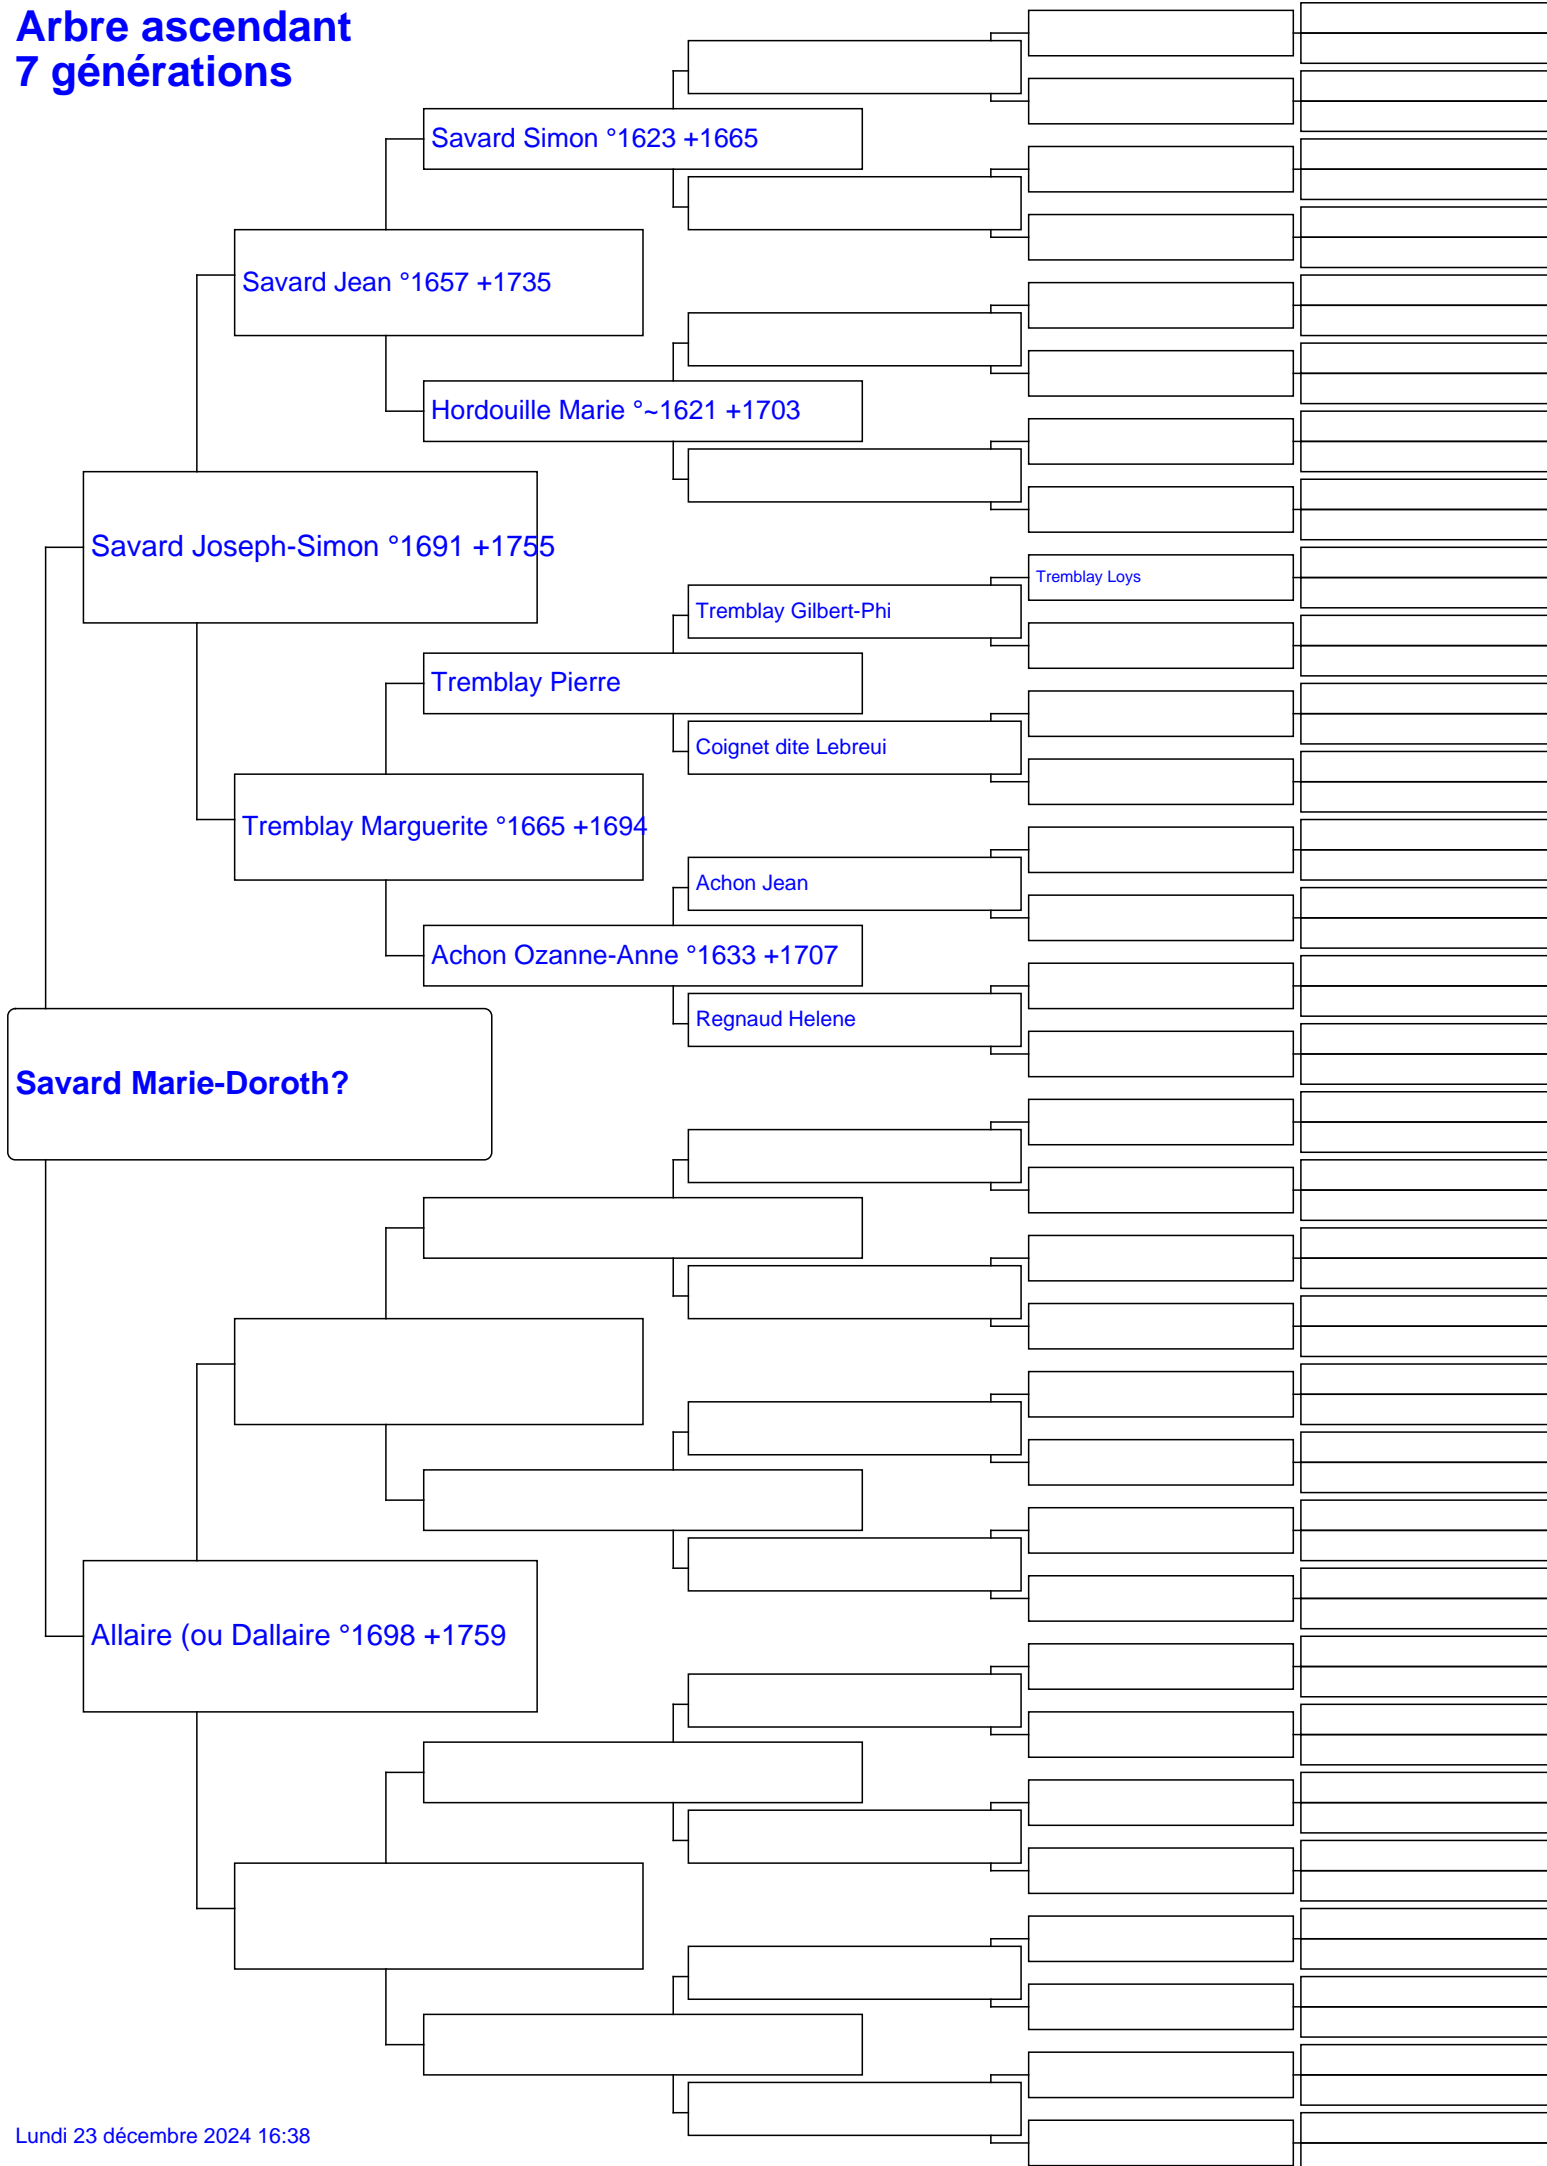 Arbre ascendant
7 générations
Savard Simon °1623 +1665
Savard Jean °1657 +1735
Hordouille Marie °~1621 +1703
Savard Joseph-Simon °1691 +1755
Tremblay Loys
Tremblay Gilbert-Phi
Tremblay Pierre
Coignet dite Lebreui
Tremblay Marguerite °1665 +1694
Achon Jean
Achon Ozanne-Anne °1633 +1707
Regnaud Helene
Savard Marie-Doroth?
Allaire (ou Dallaire °1698 +1759
Lundi 23 décembre 2024 16:38